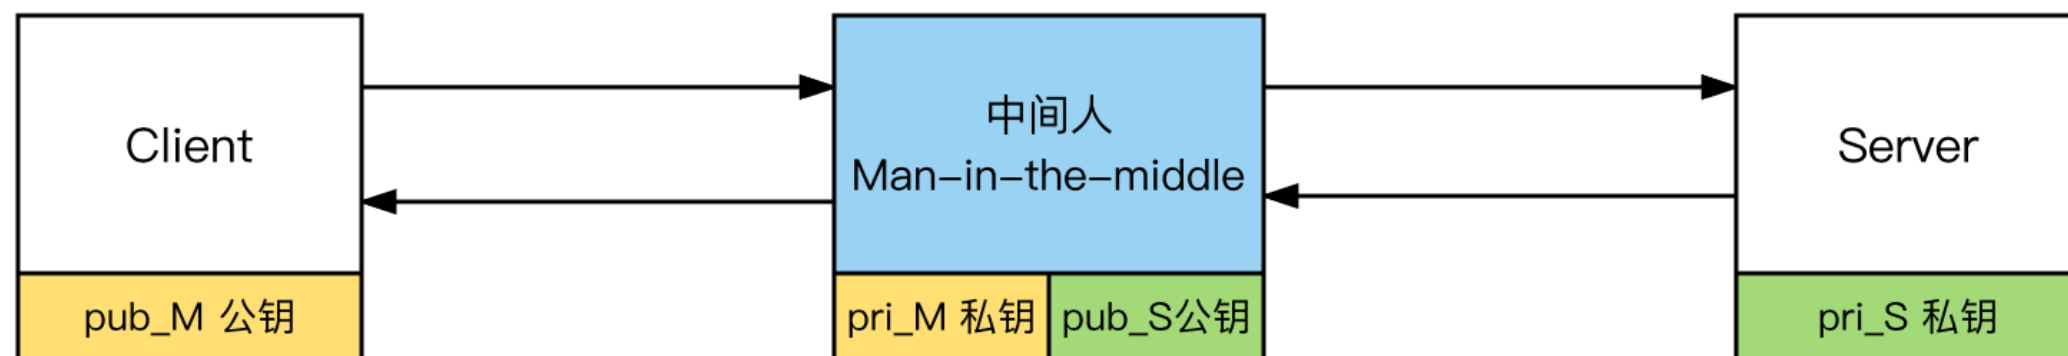 Client
中间人
Man-in-the-middle
Server
pub_M 公钥
pri_M 私钥
pub_S公钥
pri_S 私钥